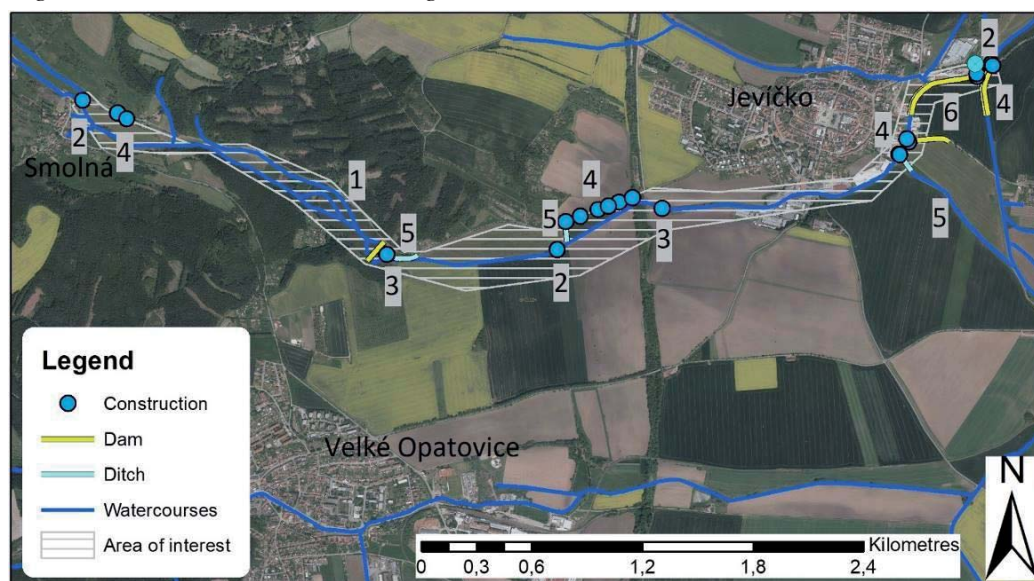 2
Jevíčko
6
4
4
2
4
Smolná
1
4
5
5
3
5
3
2
Legend
Construction
Dam
Ditch
Watercourses
Area of interest
Velké Opatovice
N
Kilometres
0 0,3 0,6 1,2 1,8 2,4